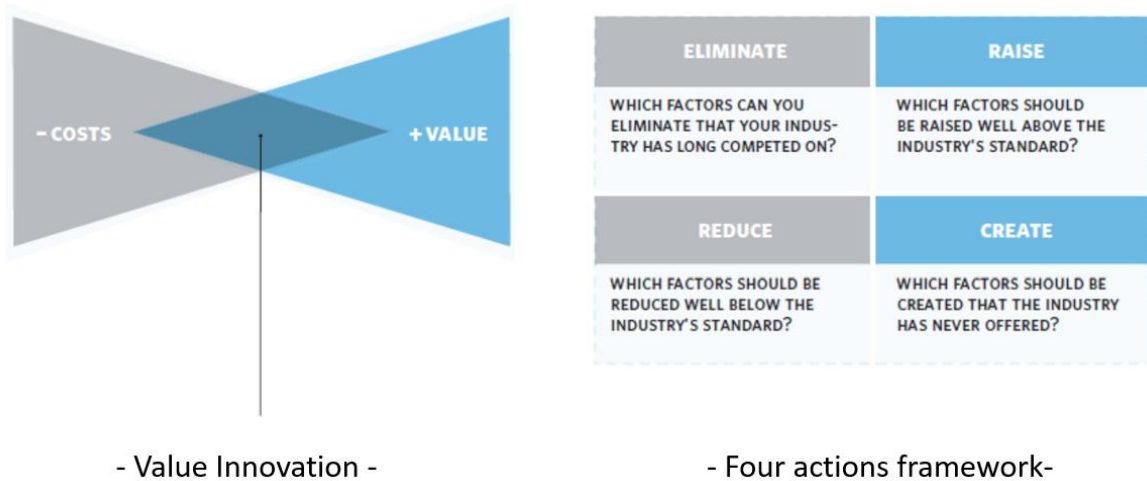 − COSTS
+ VALUE
- Value Innovation -
ELIMINATE
RAISE
WHICH FACTORS CAN YOU
ELIMINATE THAT YOUR INDUS-
TRY HAS LONG COMPETED ON?
WHICH FACTORS SHOULD
BE RAISED WELL ABOVE THE
INDUSTRY'S STANDARD?
REDUCE
CREATE
WHICH FACTORS SHOULD BE
REDUCED WELL BELOW THE
INDUSTRY'S STANDARD?
WHICH FACTORS SHOULD BE
CREATED THAT THE INDUSTRY
HAS NEVER OFFERED?
- Four actions framework-